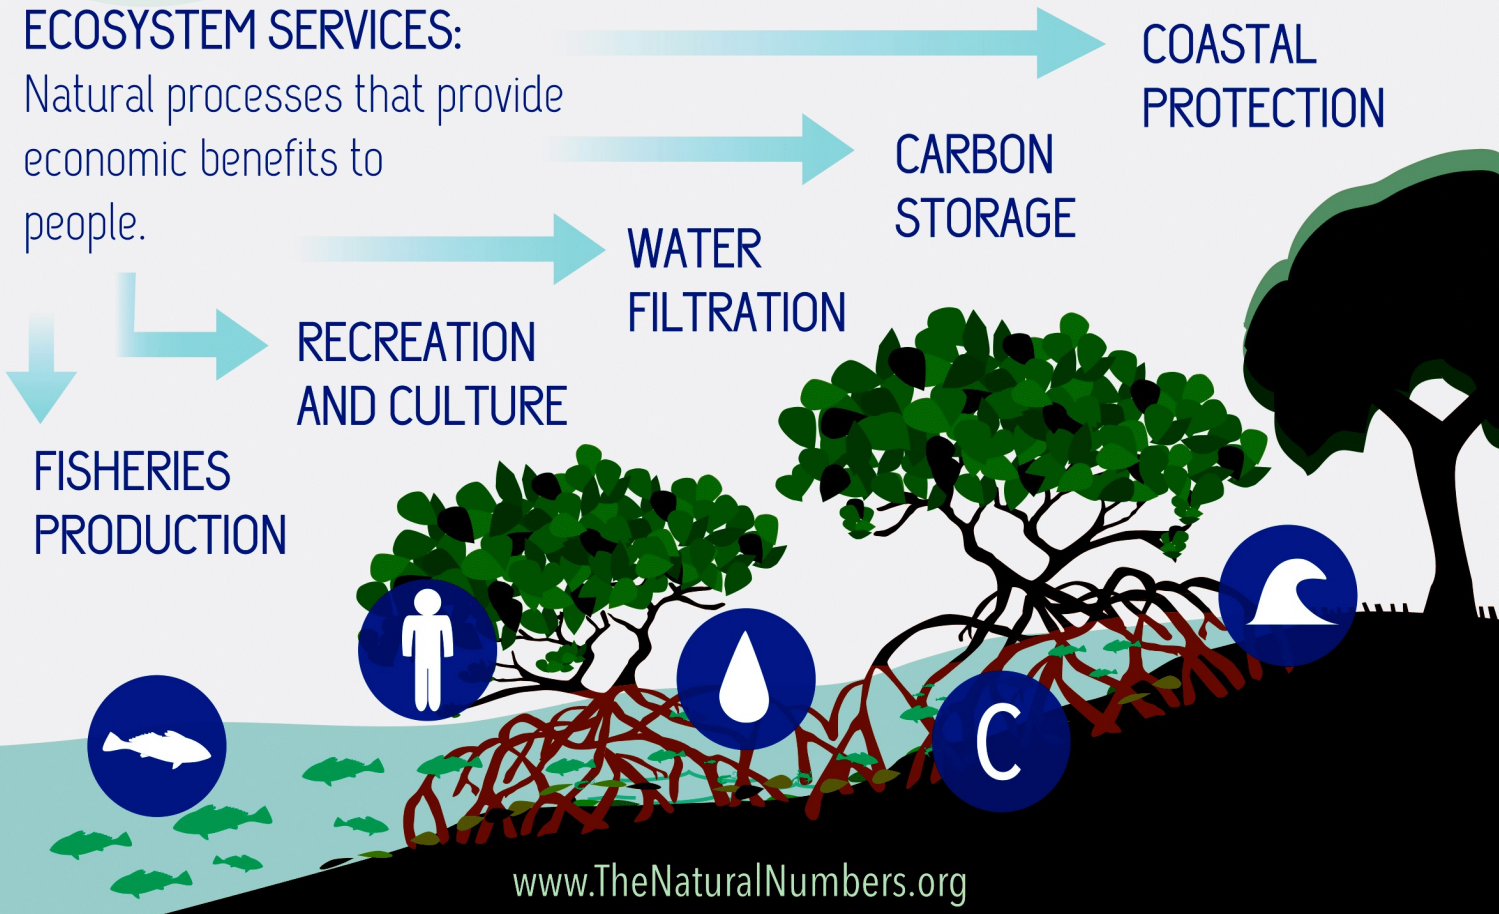 ECOSYSTEM SERVICES:
Natural processes that provide
economic benefits to
people.
COASTAL
PROTECTION
CARBON
STORAGE
WATER
FILTRATION
RECREATION
AND CULTURE
FISHERIES
PRODUCTION
C
www.TheNaturalNumbers.org